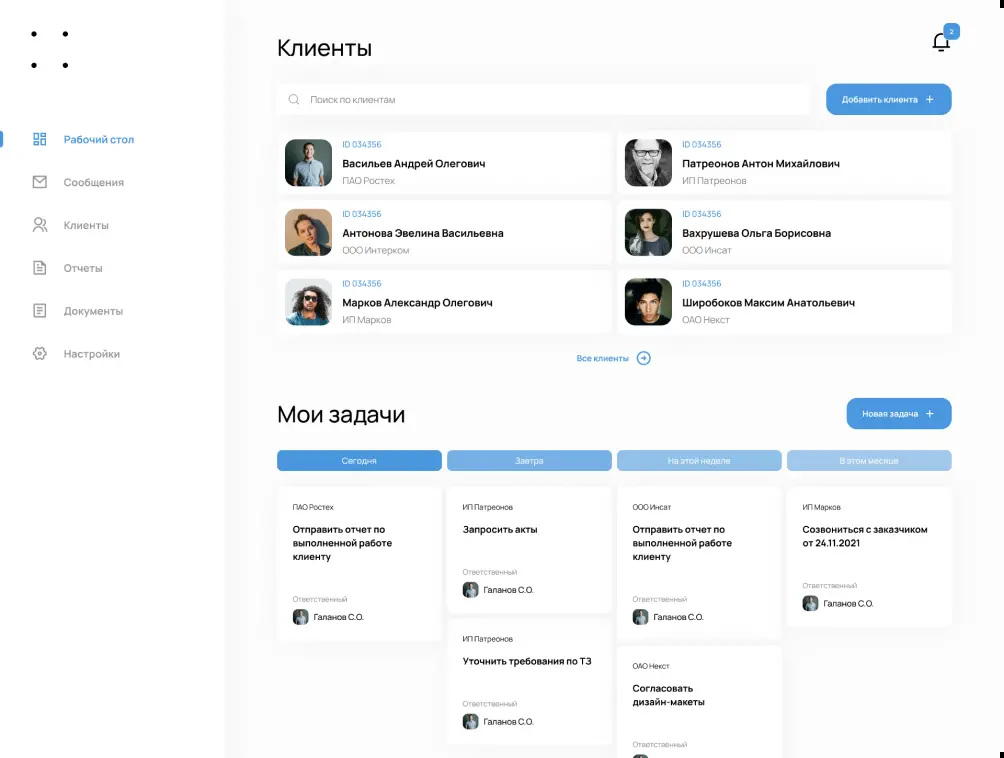 Клиенты
2
Поиск по клиентам
Добавить клиента
Рабочий стол
Сообщения
Клиенты
Отчеты
Документы
Настройки
ID 034356
Васильев Андрей Олегович
ПАО Ростех
ID 034356
Патреонов Антон Михайлович
ИП Патреонов
ID 034356
Антонова Эвелина Васильевна
ООО Интерком
ID 034356
Вахрушева Ольга Борисовна
ООО Инсат
ID 034356
Марков Александр Олегович
ИП Марков
ID 034356
Широбоков Максим Анатольевич
ОАО Некст
Все клиенты
Мои задачи
Новая задача
Сегодня
Завтра
На этой неделе
В этом месяце
ПАО Ростех
Отправить отчет по
выполненной работе
клиенту
Ответственный
Галанов С.О.
ИП Патреонов
Запросить акты
Ответственный
Галанов С.О.
ИП Патреонов
Уточнить требования по ТЗ
Ответственный
Галанов С.О.
ООО Инсат
Отправить отчет по
выполненной работе
клиенту
Ответственный
Галанов С.О.
ОАО Некст
Согласовать
дизайн-макеты
Ответственный
ИП Марков
Созвониться с заказчиком
от 24.11.2021
Ответственный
Галанов С.О.